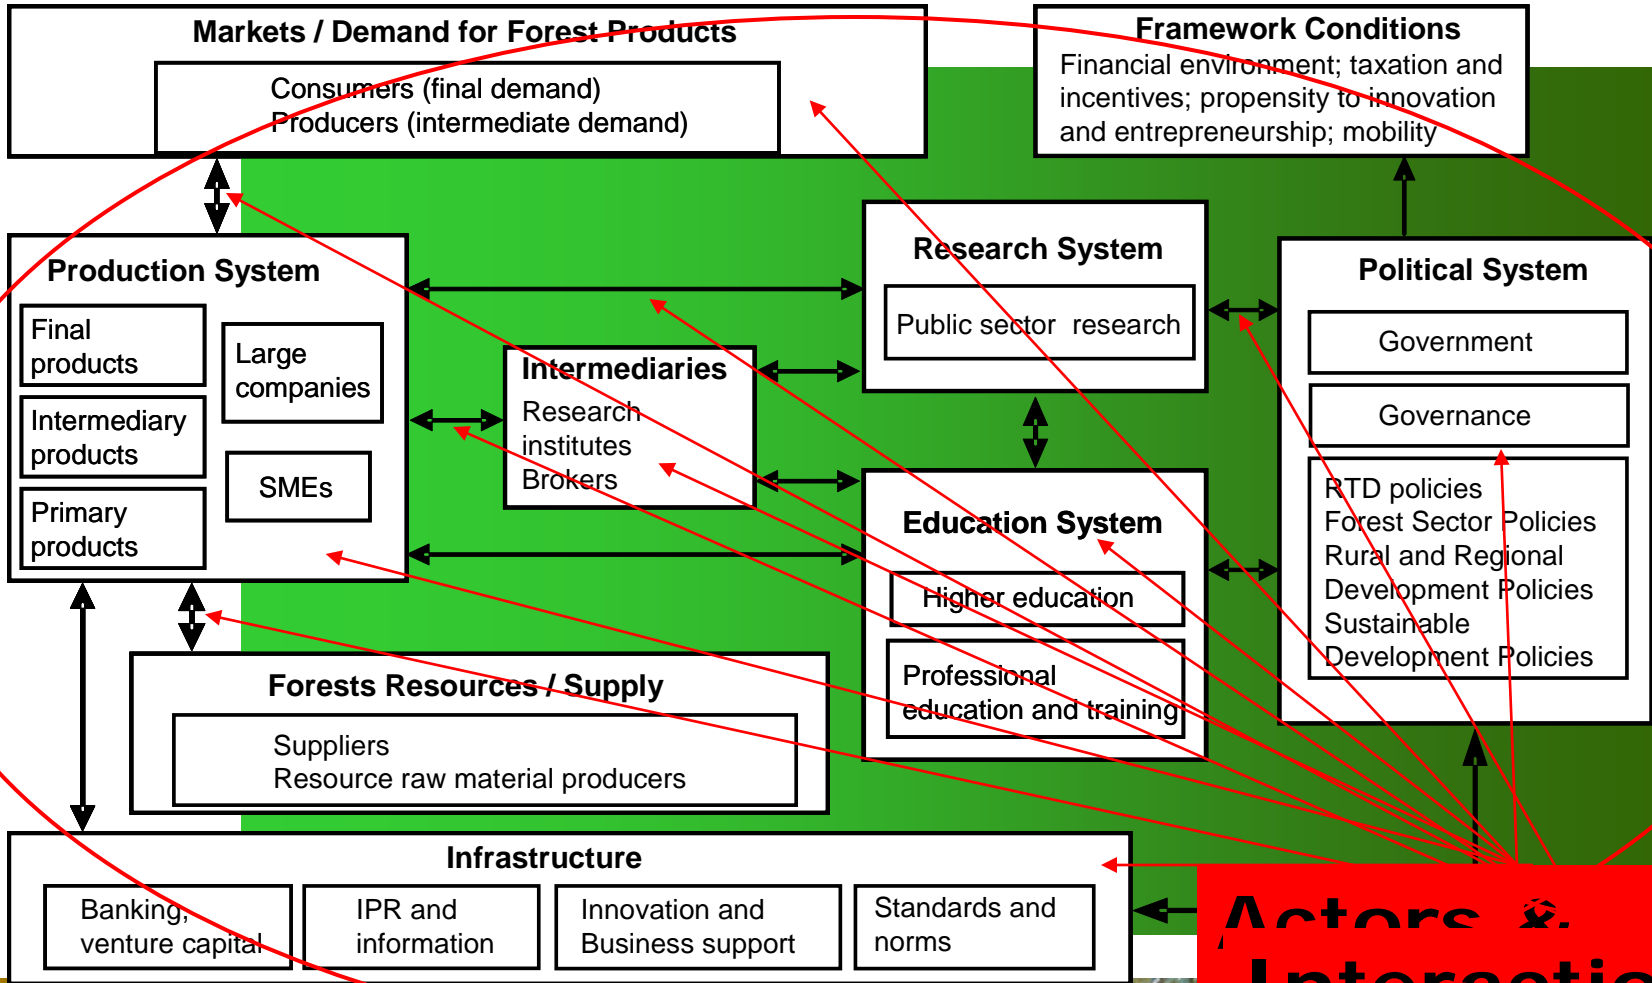 Markets / Demand for Forest Products
Consumers (final demand)
Producers (intermediate demand)
Framework Conditions
Financial environment; taxation and
incentives; propensity to innovation
and entrepreneurship; mobility
Production System
Final
products
Intermediary
products
Primary
products
Large
companies
SMEs
Intermediaries
Research
institutes
Brokers
Research System
Public sector research
Education System
Higher education
Professional
education and training
Political System
Government
Governance
RTD policies
Forest Sector Policies
Rural and Regional
Development Policies
Sustainable
Development Policies
Forests Resources / Supply
Suppliers
Resource raw material producers
Infrastructure
Banking,
venture capital
IPR and
information
Innovation and
Business support
Standards and
norms
Actors &